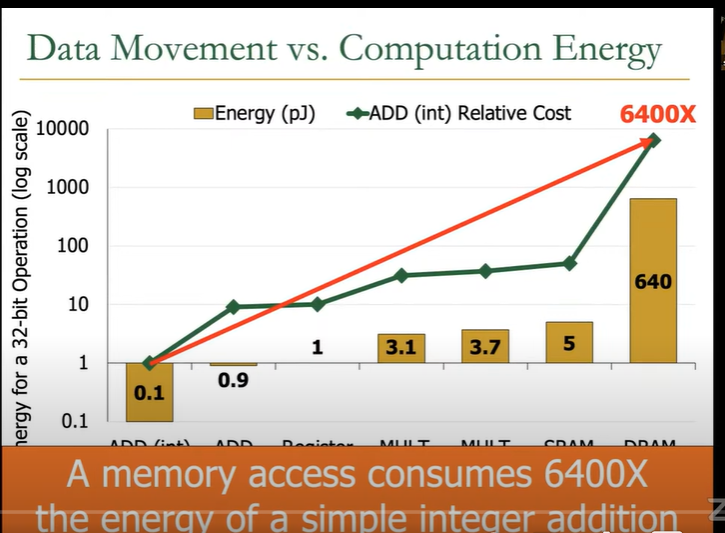 Data Movement vs. Computation Energy
Energy (pJ)
ADD (int) Relative Cost
6400X
10000
1000
100
10
1
0.1
nergy for a 32-bit Operation (log scale)
0.1
0.9
1
3.1
3.7
5
640
ADD (int)
ADD
Register
MULT
MULT
SRAM
DRAM
A memory access consumes 6400X
the energy of a simple integer addition
Z